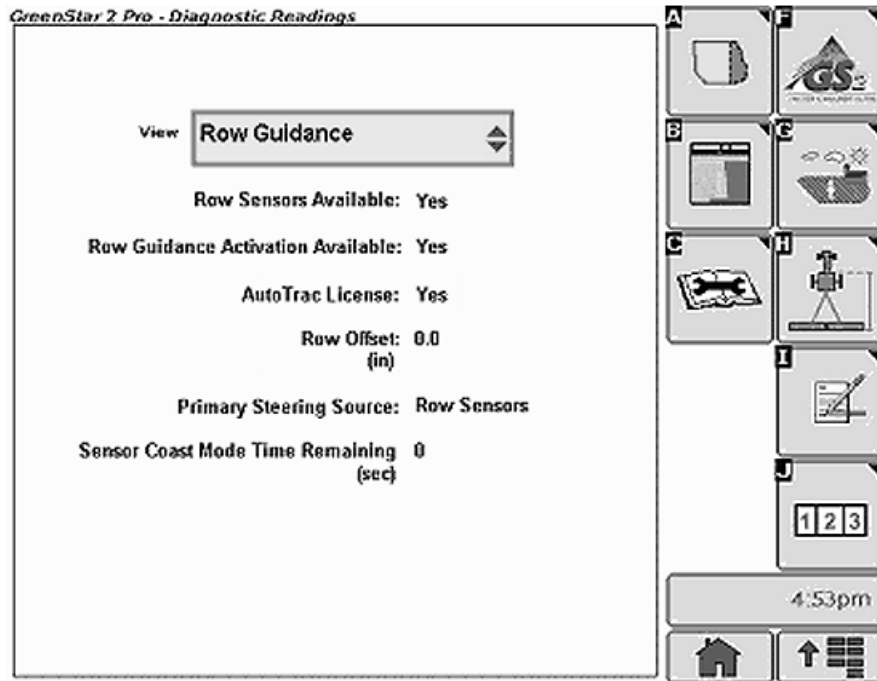 GreenStar 2 Pro - Diagnostic Readings
View
Row Guidance
Row Sensors Available: Yes
Row Guidance Activation Available: Yes
AutoTrac License: Yes
Row Offset: 0.0
(in)
Primary Steering Source: Row Sensors
Sensor Coast Mode Time Remaining 0
(sec)
A
F
GS2
B
G
C
H
I
J
1 2 3
4:53pm